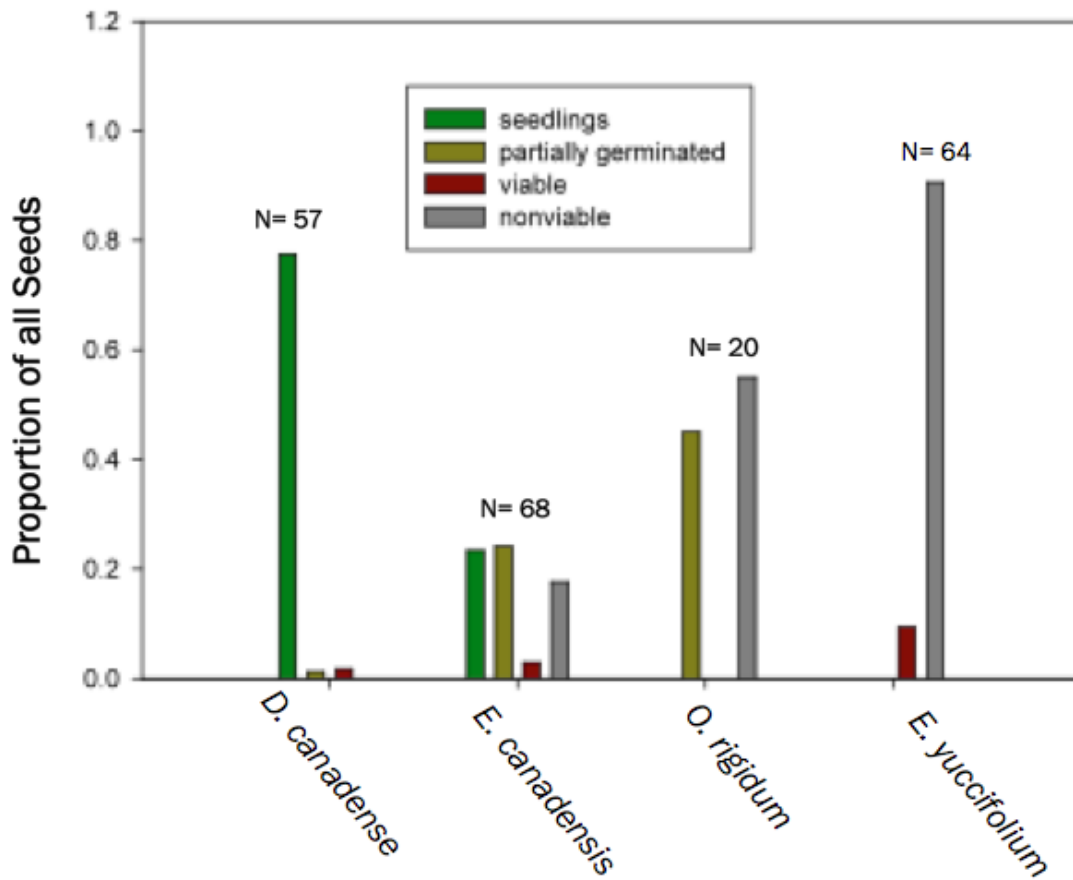 1.2
1.0
0.8
0.6
0.4
0.2
0.0
Proportion of all Seeds
seedlings
partially germinated
viable
nonviable
N= 57
N= 68
N= 20
N= 64
D. canadense
E. canadensis
O. rigidum
E. yuccifolium